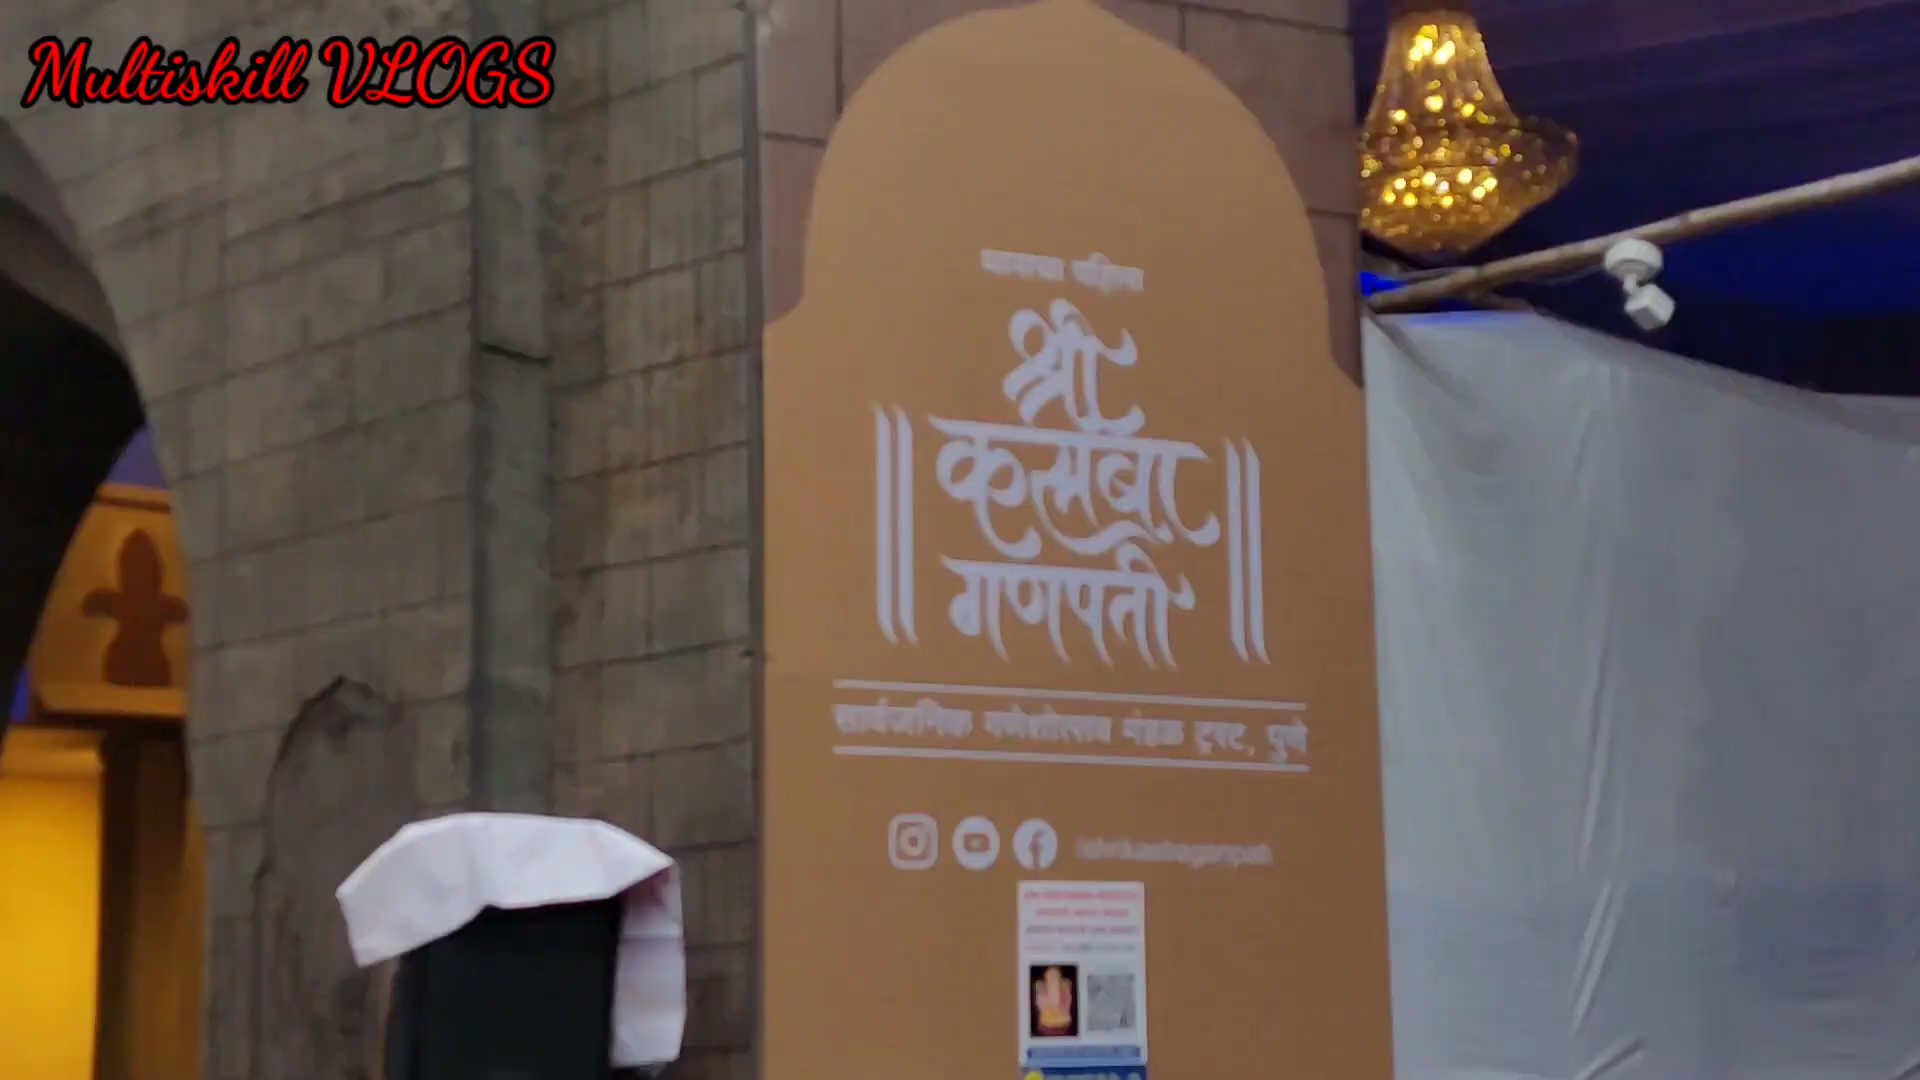 Multiskill VLOGS
मानाचा पहिला
श्री
॥ कसबा ॥
गणपती
सार्वजनिक गणेशोत्सव मंडळ ट्रस्ट, पुणे